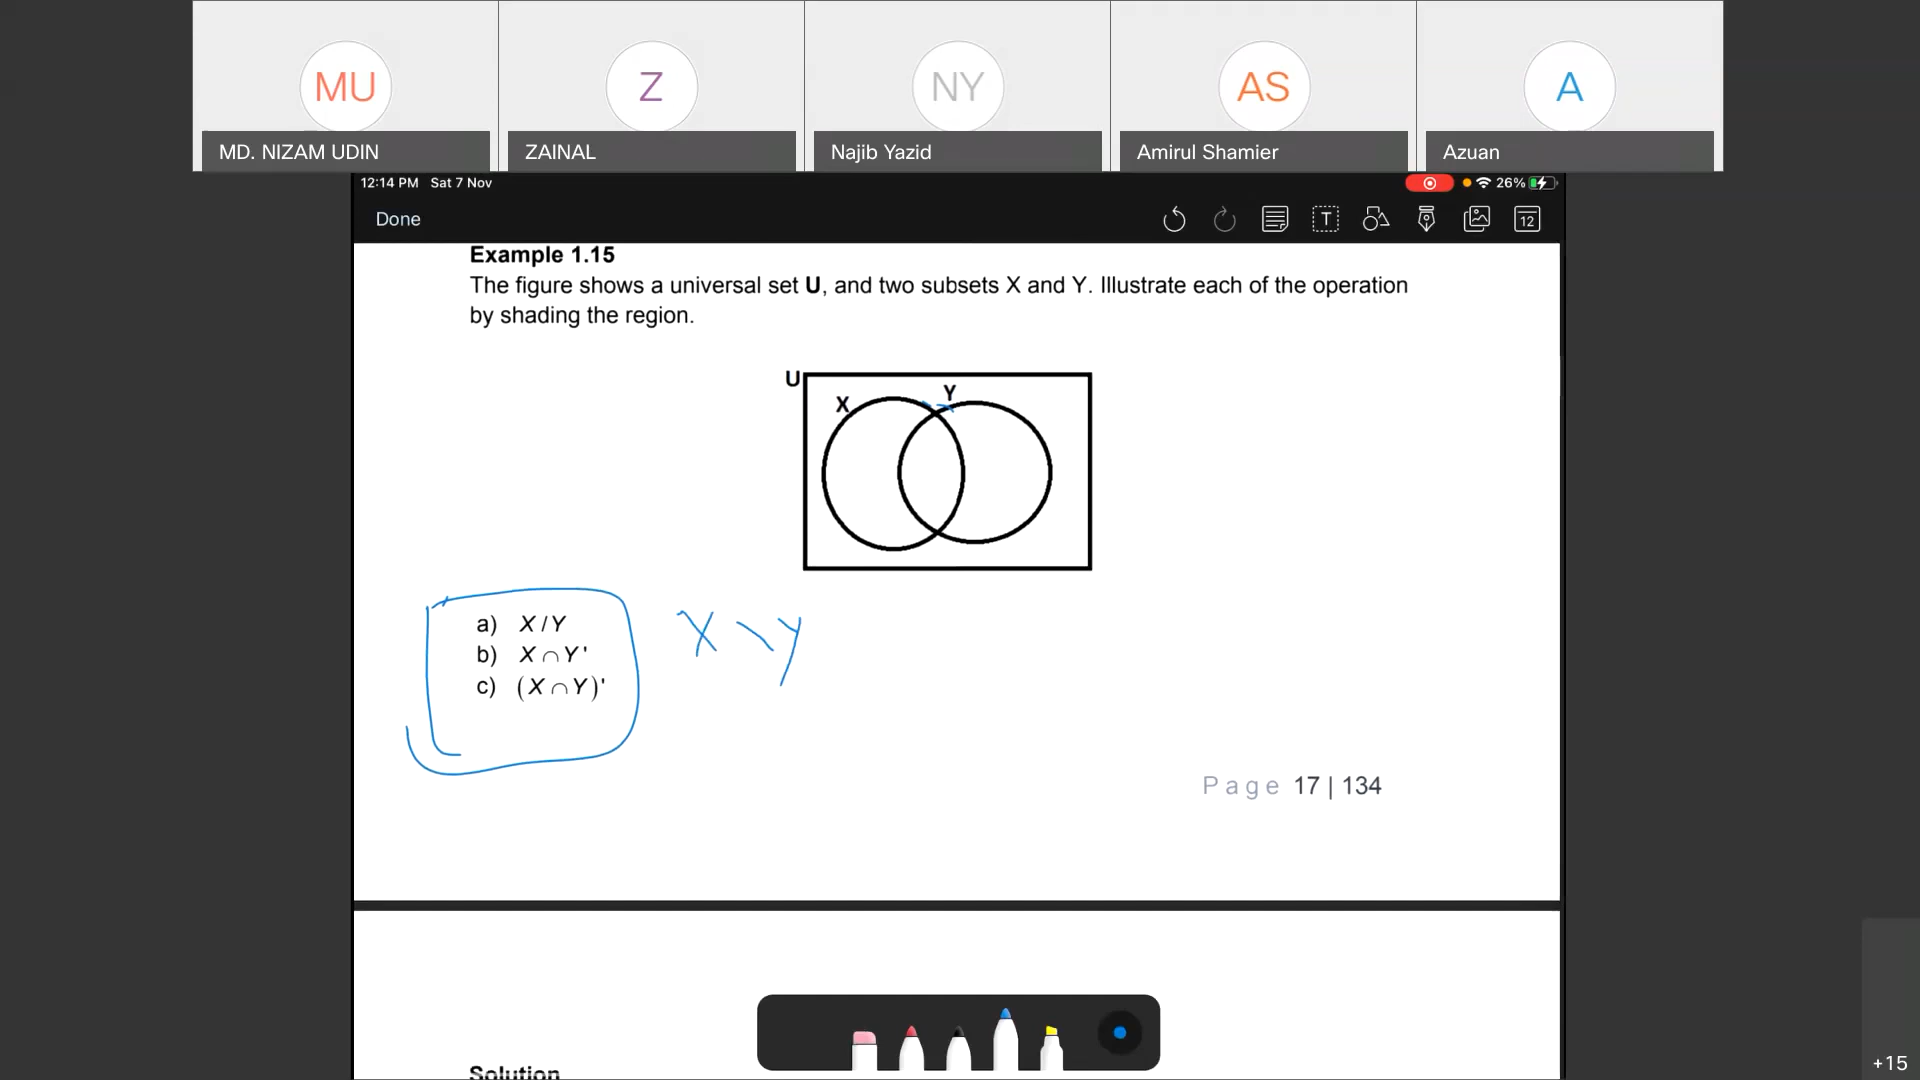 MU
Z
NY
AS
A
MD. NIZAM UDIN
ZAINAL
Najib Yazid
Amirul Shamier
Azuan
12:14 PM Sat 7 Nov
26%
Done
T
12
Example 1.15
The figure shows a universal set U, and two subsets X and Y. Illustrate each of the operation
by shading the region.
U
X
Y
a) X / Y
b) X ∩ Y '
c) (X ∩ Y)'
X \ Y
Page 17 | 134
Solution
+15